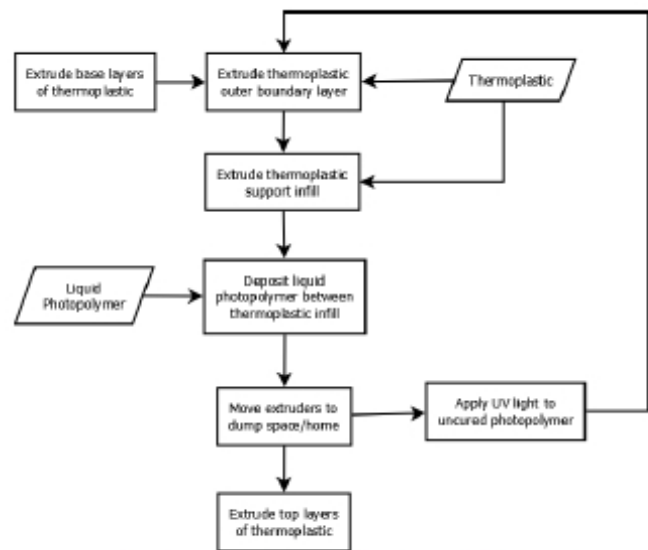 Extrude base layers
of thermoplastic
Extrude thermoplastic
outer boundary layer
Thermoplastic
Extrude thermoplastic
support infill
Liquid
Photopolymer
Deposit liquid
photopolymer between
thermoplastic infill
Move extruders to
dump space/home
Apply UV light to
uncured photopolymer
Extrude top layers
of thermoplastic